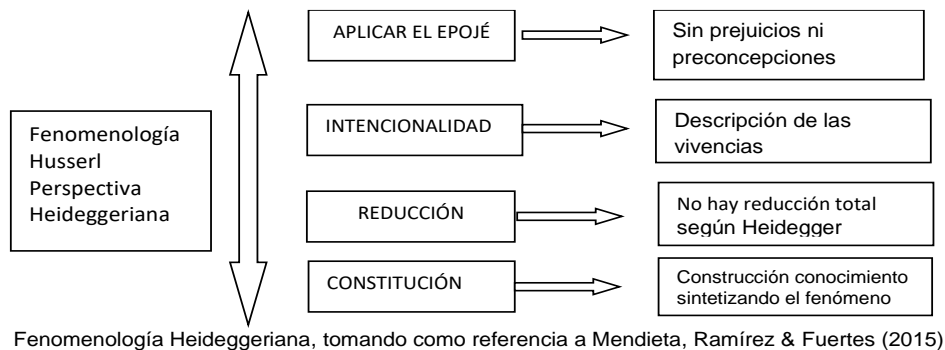 Fenomenología
Husserl
Perspectiva
Heideggeriana
APLICAR EL EPOJÉ
Sin prejuicios ni
preconcepciones
INTENCIONALIDAD
Descripción de las
vivencias
REDUCCIÓN
No hay reducción total
según Heidegger
CONSTITUCIÓN
Construcción conocimiento
sintetizando el fenómeno
Fenomenología Heideggeriana, tomando como referencia a Mendieta, Ramírez & Fuertes (2015)